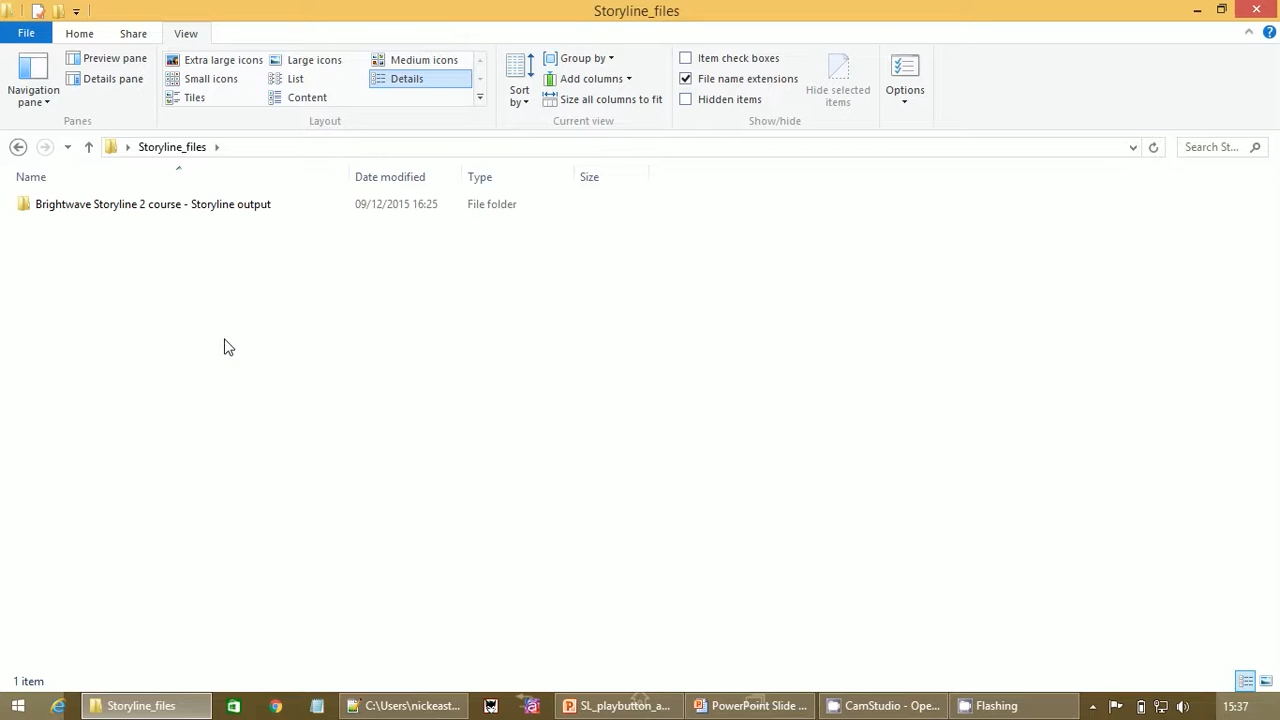 Storyline_files
File
Home
Share
View
Navigation pane
Preview pane
Details pane
Panes
Extra large icons
Large icons
Medium icons
Small icons
List
Details
Tiles
Content
Layout
Sort by
Group by
Add columns
Size all columns to fit
Current view
Item check boxes
File name extensions
Hidden items
Hide selected items
Show/hide
Options
Storyline_files
Search St...
Name
Date modified
Type
Size
Brightwave Storyline 2 course - Storyline output
09/12/2015 16:25
File folder
1 item
Storyline_files
C:\Users\nickeast...
SL_playbutton_a...
PowerPoint Slide ...
CamStudio - Ope...
Flashing
15:37